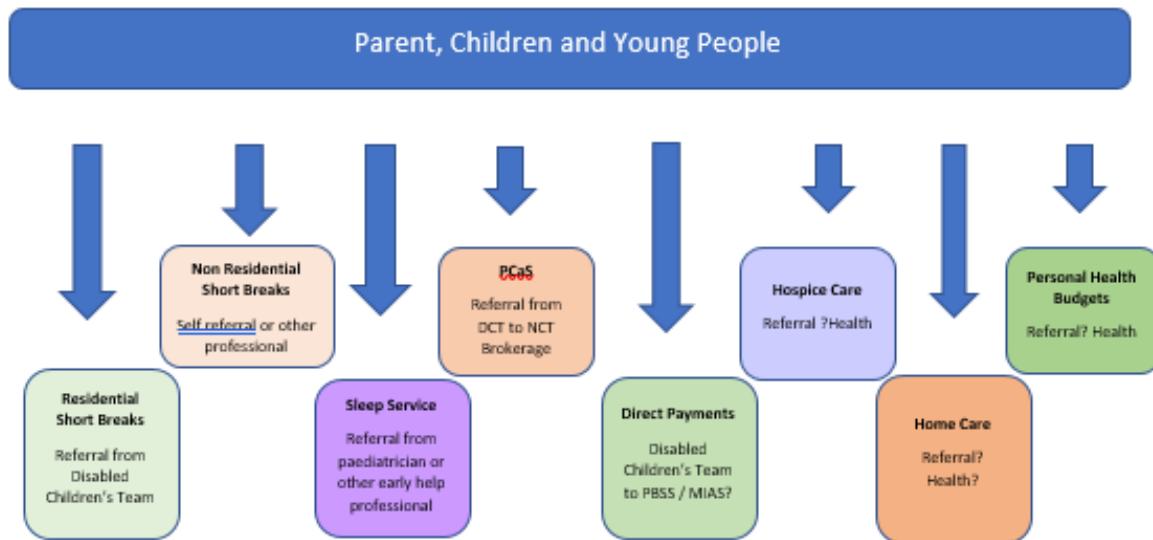 Parent, Children and Young People
Residential
Short Breaks
Referral from
Disabled
Children's Team
Non Residential
Short Breaks
Self referral or other
professional
Sleep Service
Referral from
paediatrician or
other early help
professional
PCaS
Referral from
DCT to NCT
Brokerage
Direct Payments
Disabled
Children's Team
to PBSS / MIAS?
Hospice Care
Referral ?Health
Home Care
Referral?
Health?
Personal Health
Budgets
Referral? Health